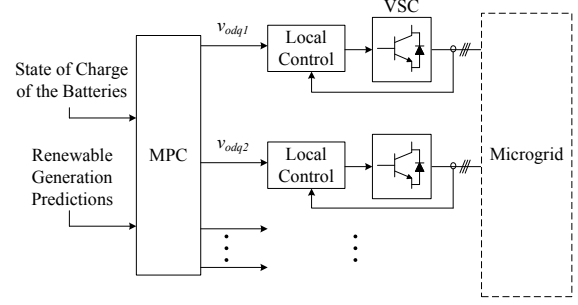 VSC
v_odq1
Local
Control
State of Charge
of the Batteries
MPC
v_odq2
Local
Control
Renewable
Generation
Predictions
Microgrid